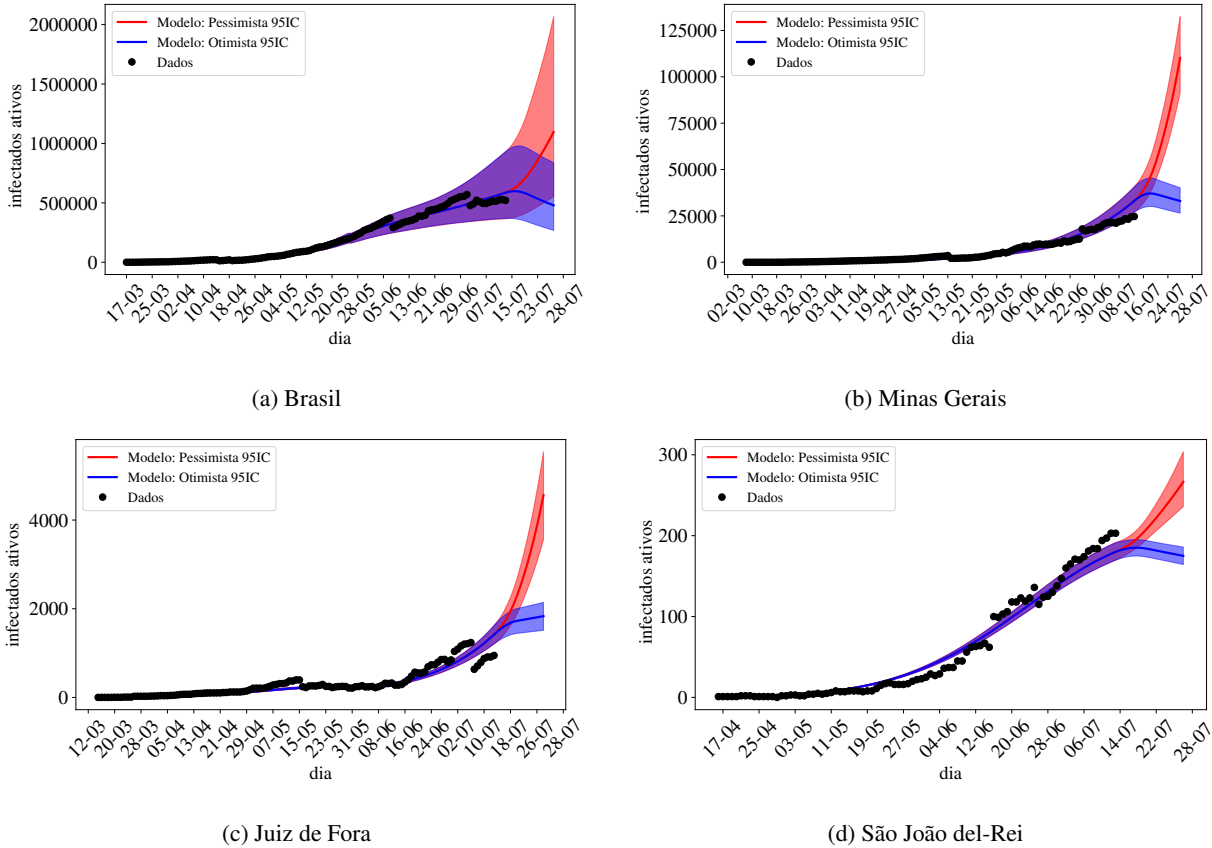 Modelo: Pessimista 95IC
Modelo: Otimista 95IC
Dados
infectados ativos
2000000
1500000
1000000
500000
0
17-03 25-03 02-04 10-04 18-04 26-04 04-05 12-05 20-05 28-05 05-06 13-06 21-06 29-06 07-07 15-07 23-07 28-07
dia
(a) Brasil
Modelo: Pessimista 95IC
Modelo: Otimista 95IC
Dados
infectados ativos
125000
100000
75000
50000
25000
0
02-03 10-03 18-03 26-03 03-04 11-04 19-04 27-04 05-05 13-05 21-05 29-05 06-06 14-06 22-06 30-06 08-07 16-07 24-07 28-07
dia
(b) Minas Gerais
Modelo: Pessimista 95IC
Modelo: Otimista 95IC
Dados
infectados ativos
4000
2000
0
12-03 20-03 28-03 05-04 13-04 21-04 29-04 07-05 15-05 23-05 31-05 08-06 16-06 24-06 02-07 10-07 18-07 26-07 28-07
dia
(c) Juiz de Fora
Modelo: Pessimista 95IC
Modelo: Otimista 95IC
Dados
infectados ativos
300
200
100
0
17-04 25-04 03-05 11-05 19-05 27-05 04-06 12-06 20-06 28-06 06-07 14-07 22-07 28-07
dia
(d) São João del-Rei